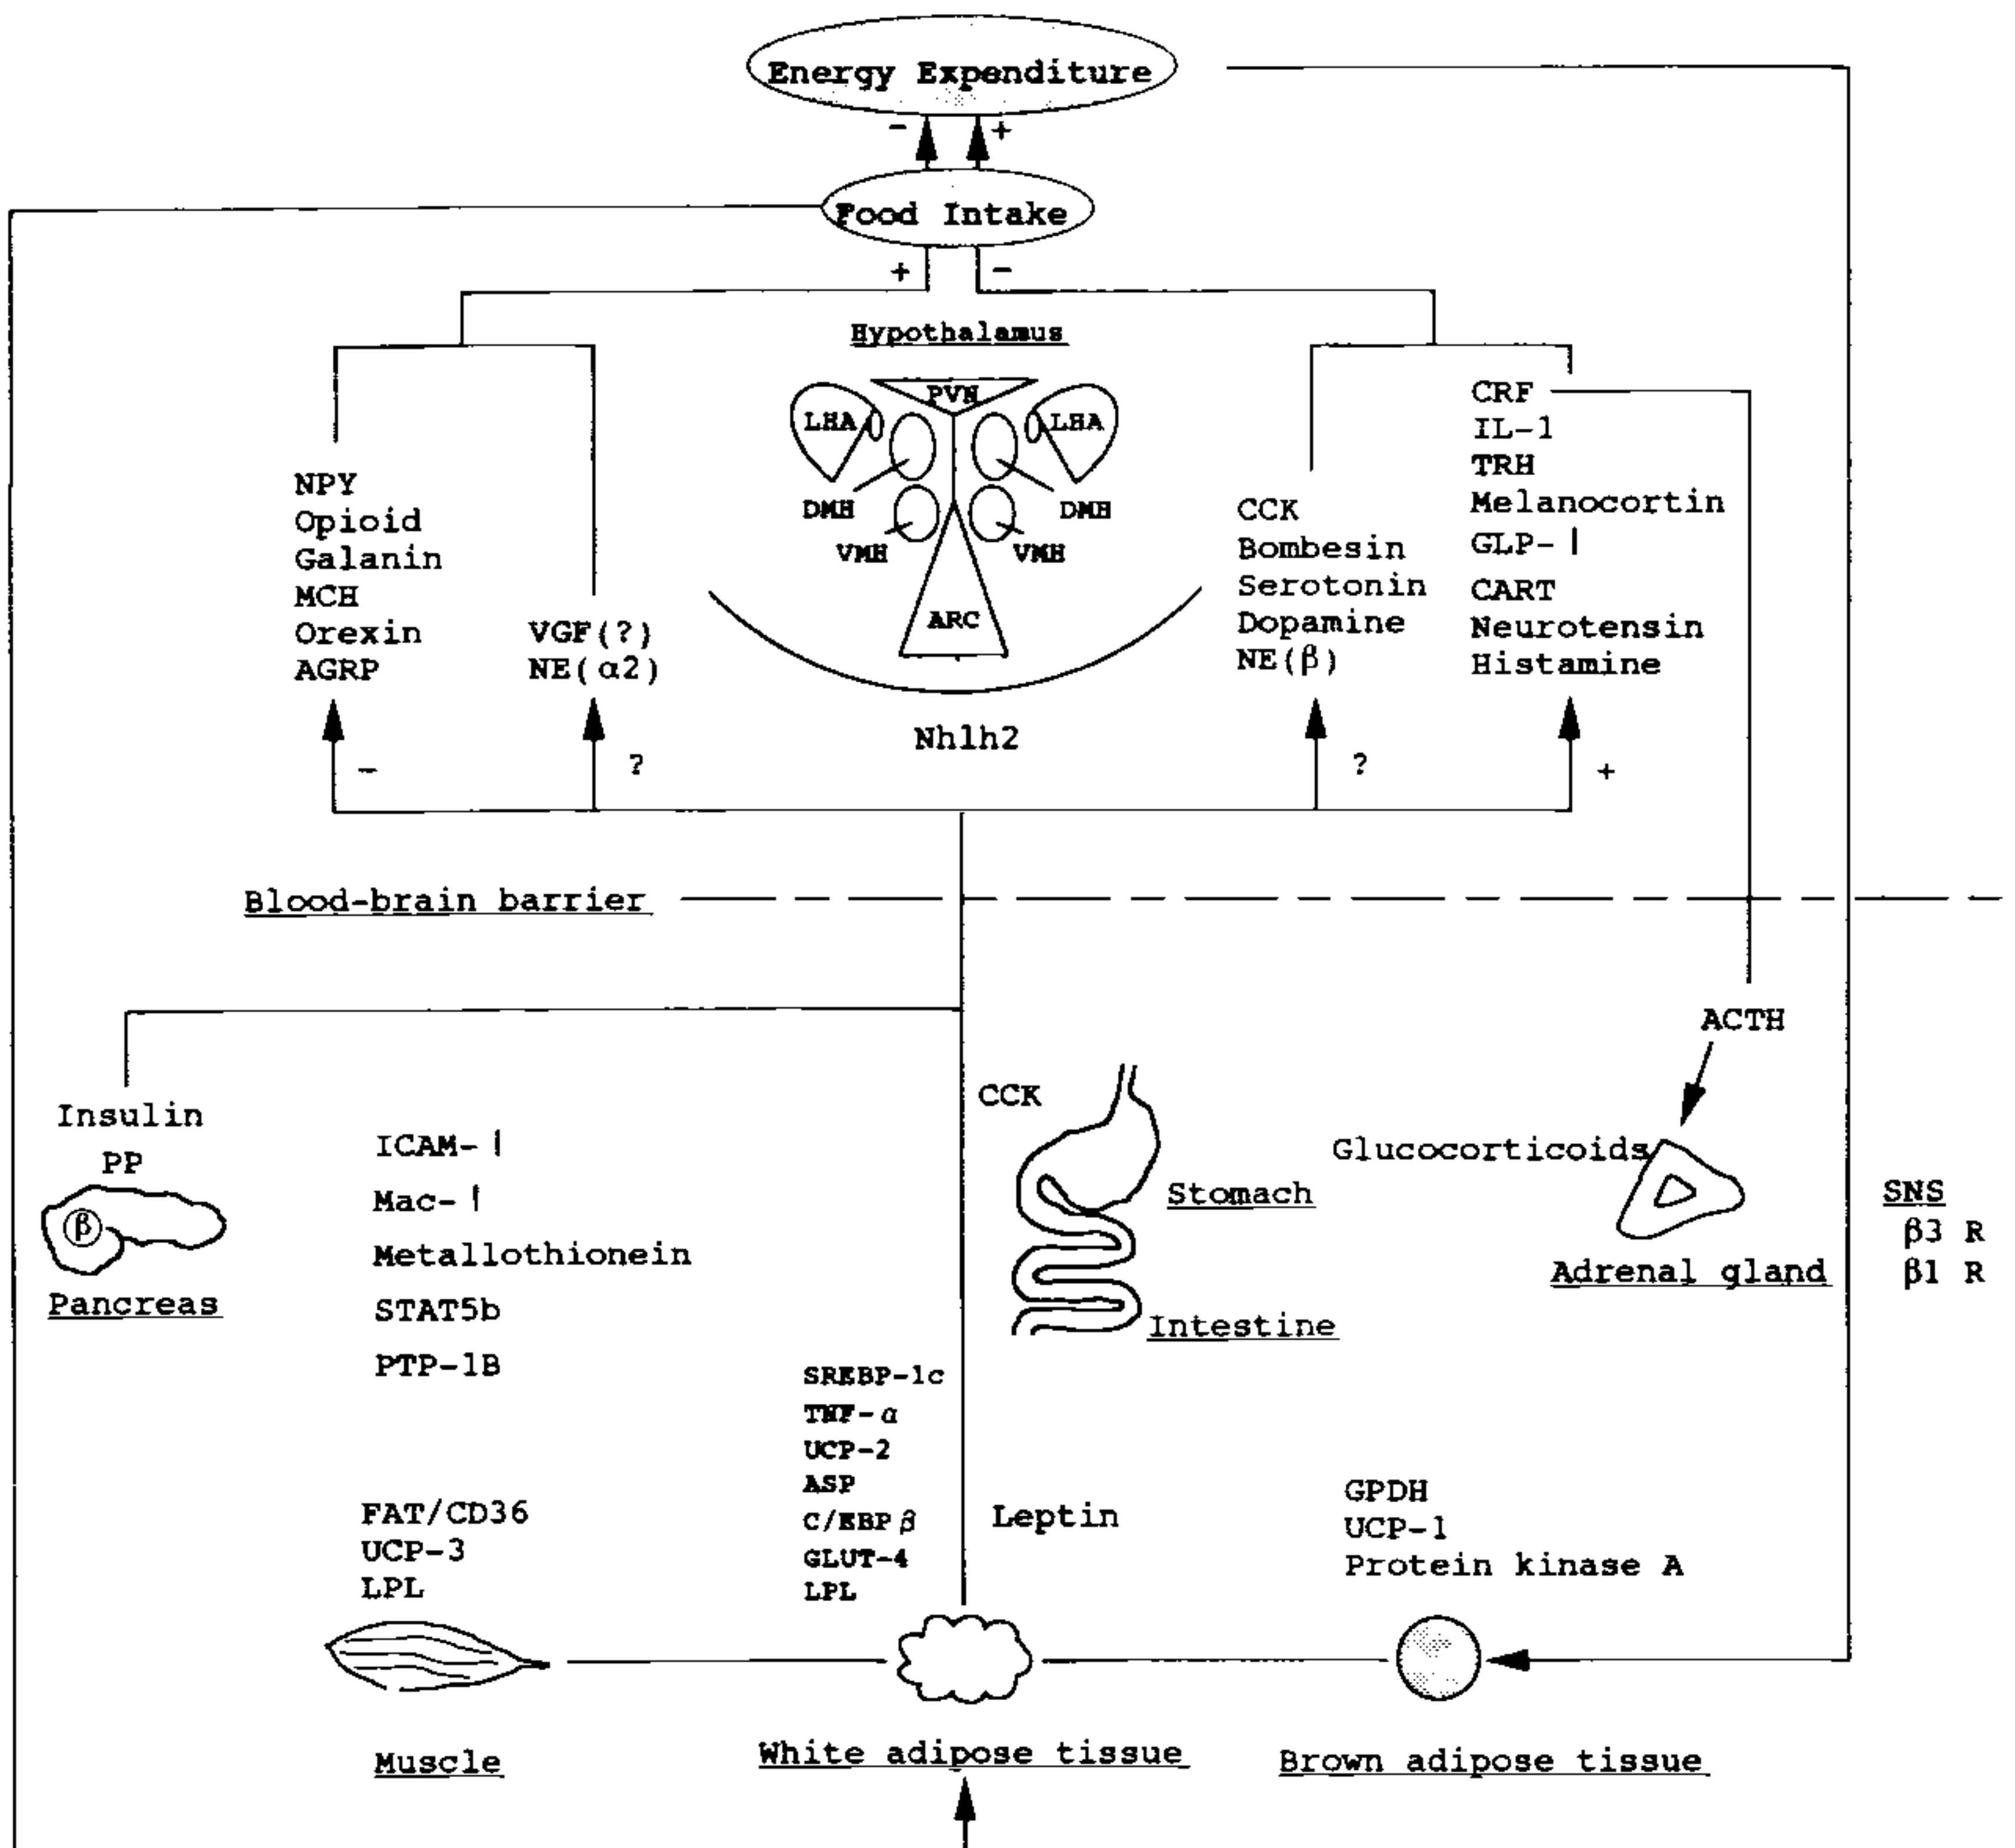 Energy Expenditure
- +
Food Intake
+ -
Hypothalamus
PVN
LHA LHA
DMH DMH
VMH VMH
ARC
Nhlh2
NPY
Opioid
Galanin
MCH
Orexin
AGRP
VGF(?)
NE(α2)
CCK
Bombesin
Serotonin
Dopamine
NE(β)
CRF
IL-1
TRH
Melanocortin
GLP-1
CART
Neurotensin
Histamine
- ? ? +
Blood-brain barrier
ACTH
Insulin
PP
β
Pancreas
ICAM-1
Mac-1
Metallothionein
STAT5b
PTP-1B
CCK
Stomach
Intestine
Glucocorticoids
Adrenal gland
SNS
β3 R
β1 R
FAT/CD36
UCP-3
LPL
SREBP-1c
TNF-α
UCP-2
ASP
C/EBPβ
GLUT-4
LPL
Leptin
GPDH
UCP-1
Protein kinase A
Muscle
White adipose tissue
Brown adipose tissue